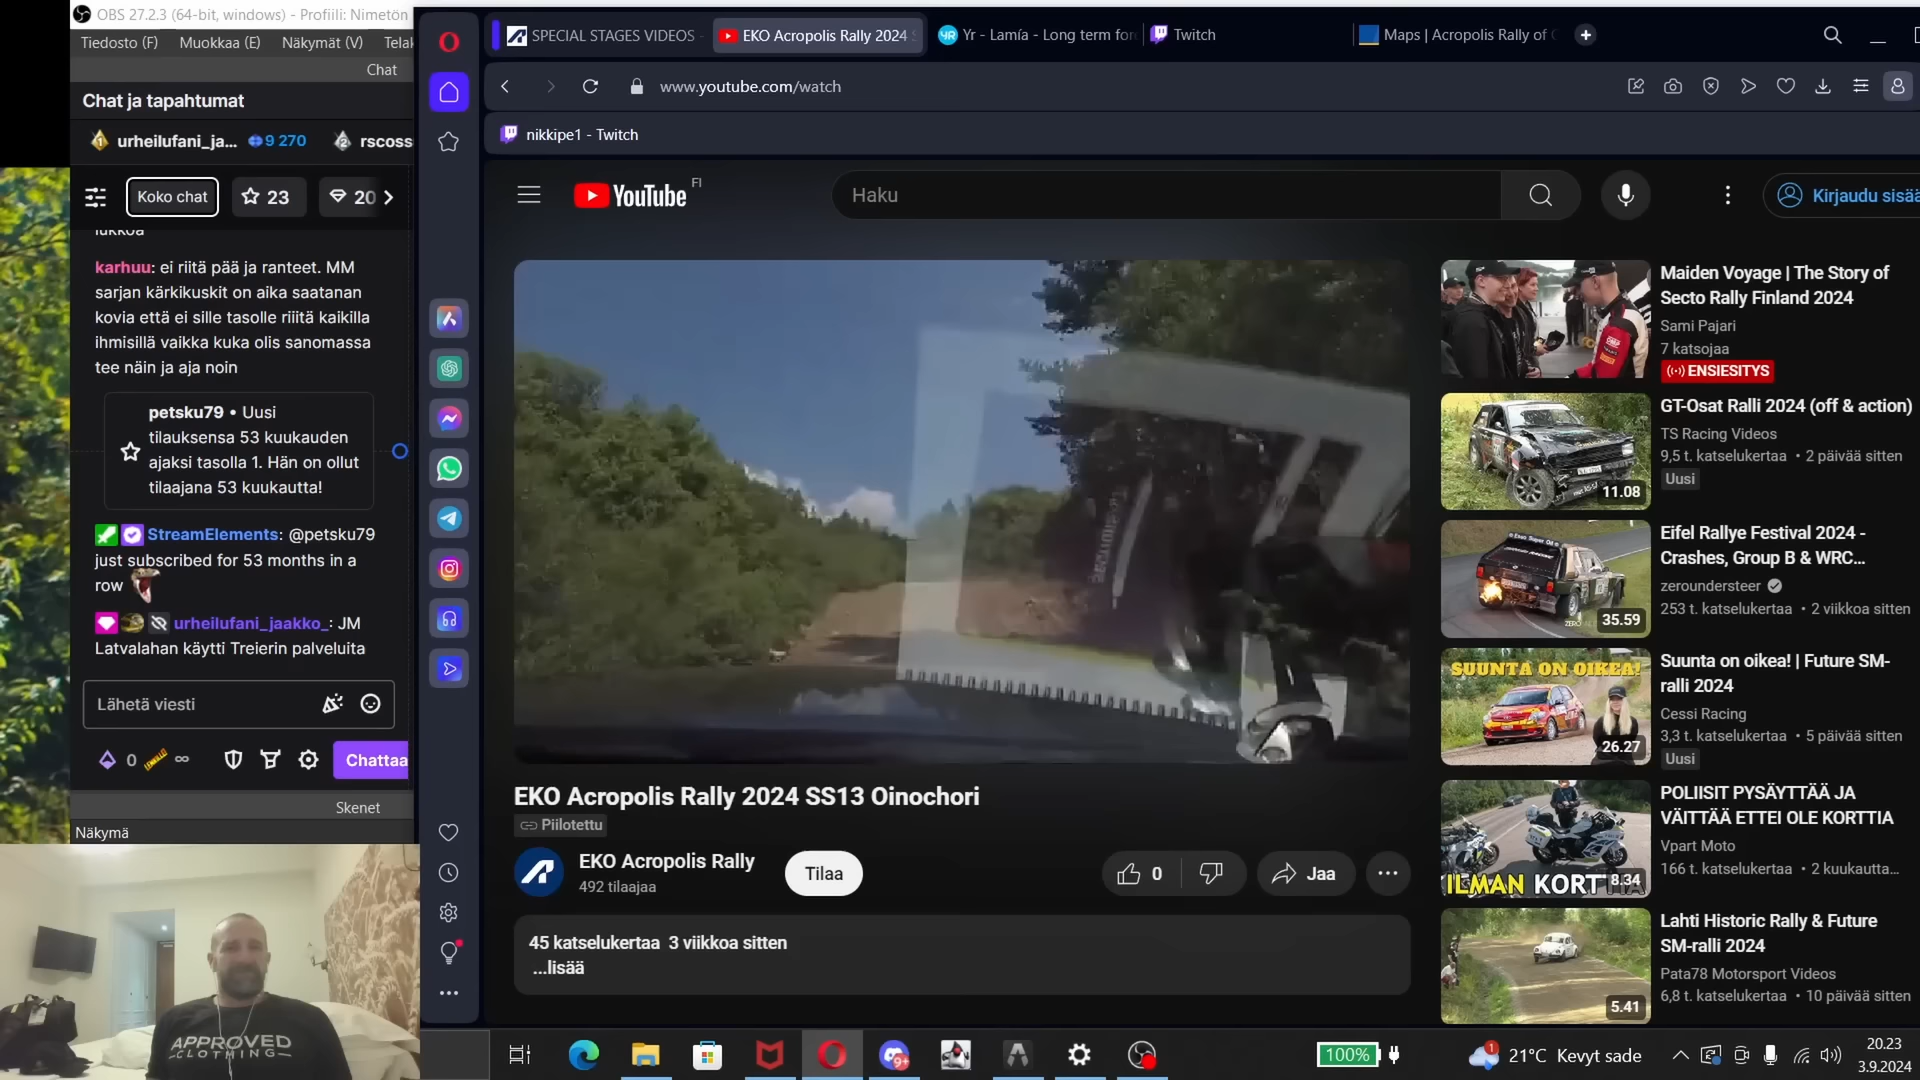 OBS 27.2.3 (64-bit, windows) - Profiili: Nimetön
Tiedosto (F) Muokkaa (E) Näkymät (V) Telak
Chat
Chat ja tapahtumat
urheilufani_ja... 9 270 rscoss
Koko chat 23 20
lukkoa
karhuu: ei riitä pää ja ranteet. MM
sarjan kärkikuskit on aika saatanan
kovia että ei sille tasolle riiitä kaikilla
ihmisillä vaikka kuka olis sanomassa
tee näin ja aja noin
petsku79 • Uusi
tilauksensa 53 kuukauden
ajaksi tasolla 1. Hän on ollut
tilaajana 53 kuukautta!
StreamElements: @petsku79
just subscribed for 53 months in a
row
urheilufani_jaakko_: JM
Latvalahan käytti Treierin palveluita
Lähetä viesti
0 ∞ Chattaa
Skenet
Näkymä
APPROVED
CLOTHING
SPECIAL STAGES VIDEOS -
EKO Acropolis Rally 2024 S
Yr - Lamía - Long term for
Twitch
Maps | Acropolis Rally of G
www.youtube.com/watch
nikkipe1 - Twitch
YouTube FI
Haku
Kirjaudu sisää
EKO Acropolis Rally 2024 SS13 Oinochori
Piilotettu
EKO Acropolis Rally
492 tilaajaa
Tilaa
0
Jaa
45 katselukertaa 3 viikkoa sitten
...lisää
Maiden Voyage | The Story of
Secto Rally Finland 2024
Sami Pajari
7 katsojaa
ENSIESITYS
11.08
GT-Osat Ralli 2024 (off & action)
TS Racing Videos
9,5 t. katselukertaa • 2 päivää sitten
Uusi
35.59
Eifel Rallye Festival 2024 -
Crashes, Group B & WRC...
zeroundersteer
253 t. katselukertaa • 2 viikkoa sitten
SUUNTA ON OIKEA!
26.27
Suunta on oikea! | Future SM-
ralli 2024
Cessi Racing
3,3 t. katselukertaa • 5 päivää sitten
Uusi
ILMAN KORTTIA
8.34
POLIISIT PYSÄYTTÄÄ JA
VÄITTÄÄ ETTEI OLE KORTTIA
Vpart Moto
166 t. katselukertaa • 2 kuukautta...
5.41
Lahti Historic Rally & Future
SM-ralli 2024
Pata78 Motorsport Videos
6,8 t. katselukertaa • 10 päivää sitten
9+
100%
1
21°C Kevyt sade
20.23
3.9.2024